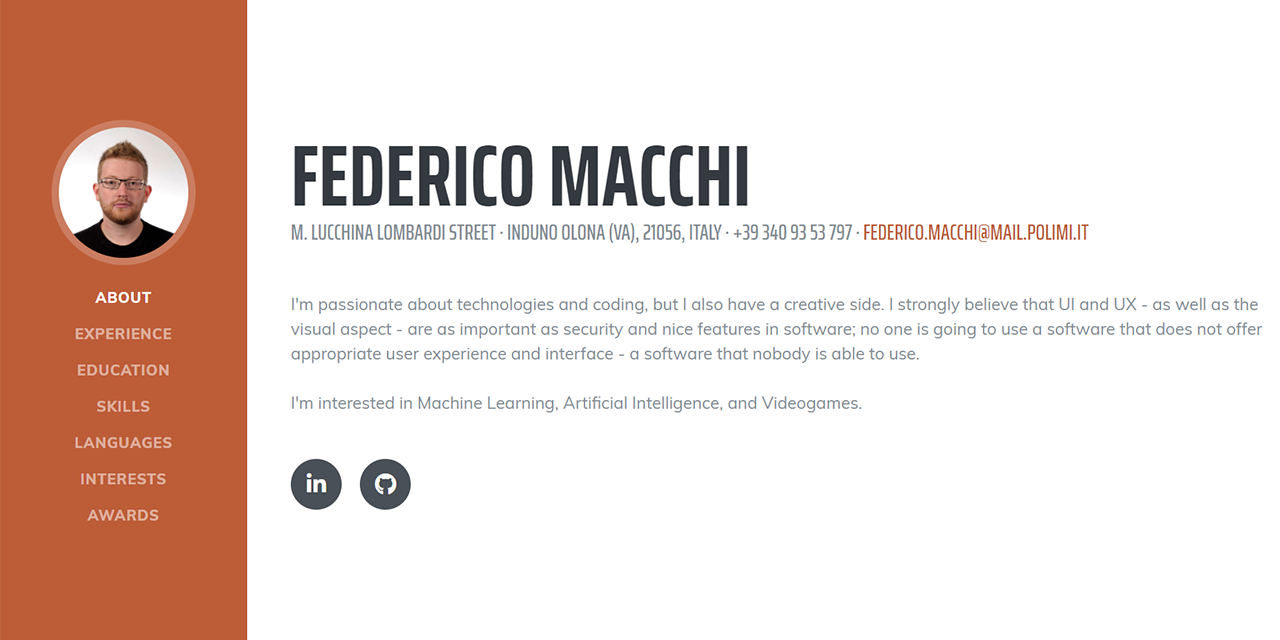 ABOUT
EXPERIENCE
EDUCATION
SKILLS
LANGUAGES
INTERESTS
AWARDS
FEDERICO MACCHI
M. LUCCHINA LOMBARDI STREET · INDUNO OLONA (VA), 21056, ITALY · +39 340 93 53 797 · FEDERICO.MACCHI@MAIL.POLIMI.IT
I'm passionate about technologies and coding, but I also have a creative side. I strongly believe that UI and UX - as well as the
visual aspect - are as important as security and nice features in software; no one is going to use a software that does not offer
appropriate user experience and interface - a software that nobody is able to use.
I'm interested in Machine Learning, Artificial Intelligence, and Videogames.
in